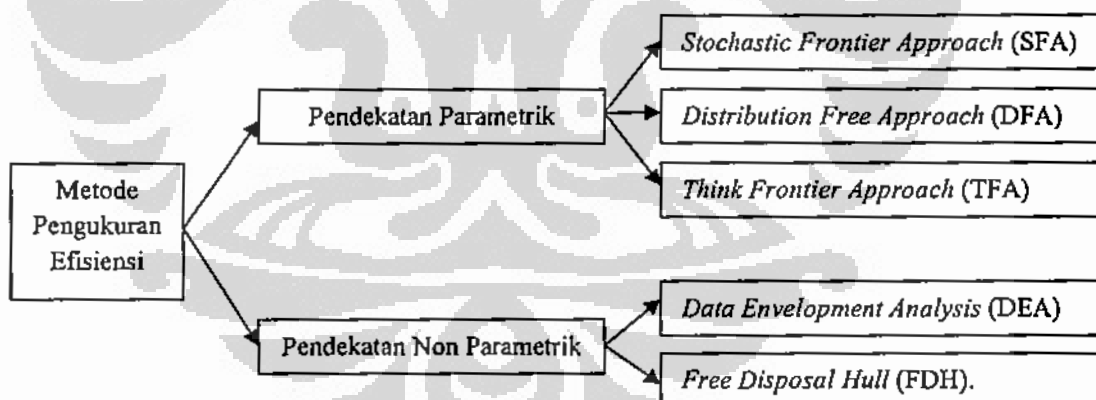 Stochastic Frontier Approach (SFA)
Pendekatan Parametrik
Distribution Free Approach (DFA)
Think Frontier Approach (TFA)
Metode
Pengukuran
Efisiensi
Data Envelopment Analysis (DEA)
Pendekatan Non Parametrik
Free Disposal Hull (FDH).